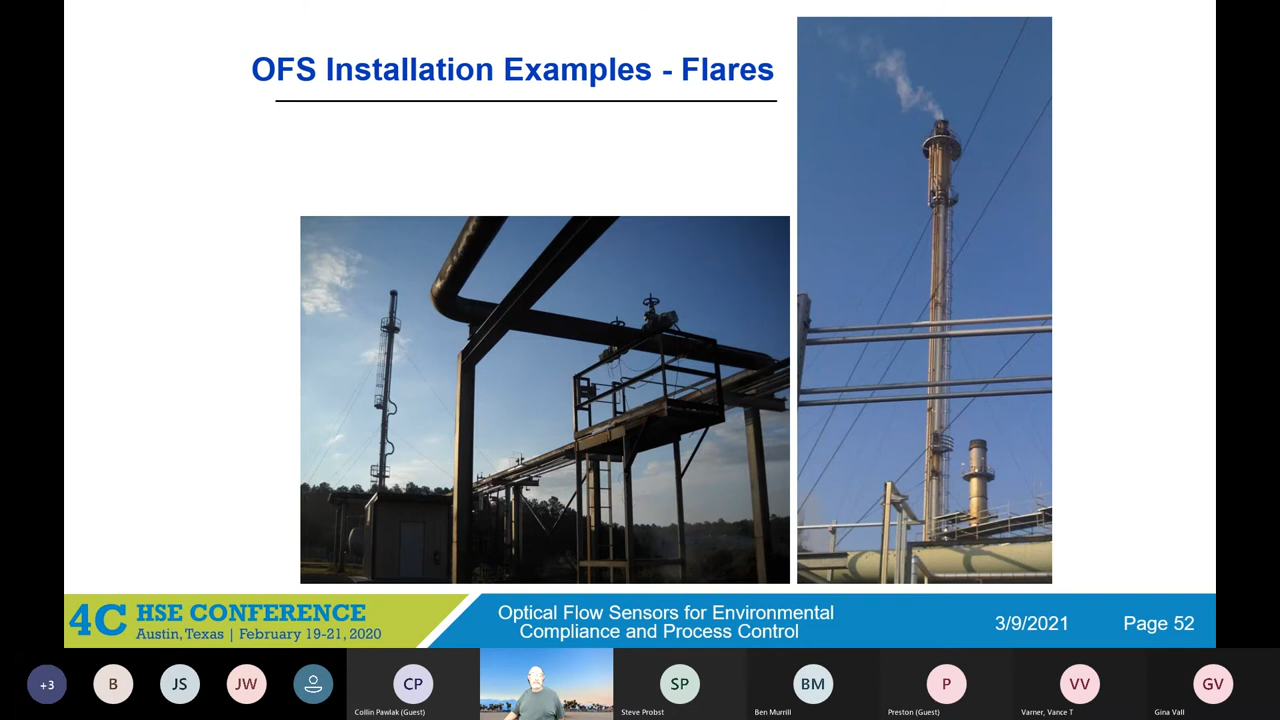 OFS Installation Examples - Flares
4C HSE CONFERENCE
Austin, Texas | February 19-21, 2020
Optical Flow Sensors for Environmental
Compliance and Process Control
3/9/2021
Page 52
+3
B
JS
JW
CP
SP
BM
P
VV
GV
Collin Pawlak (Guest)
Steve Probst
Ben Murrill
Preston (Guest)
Varner, Vance T
Gina Vall